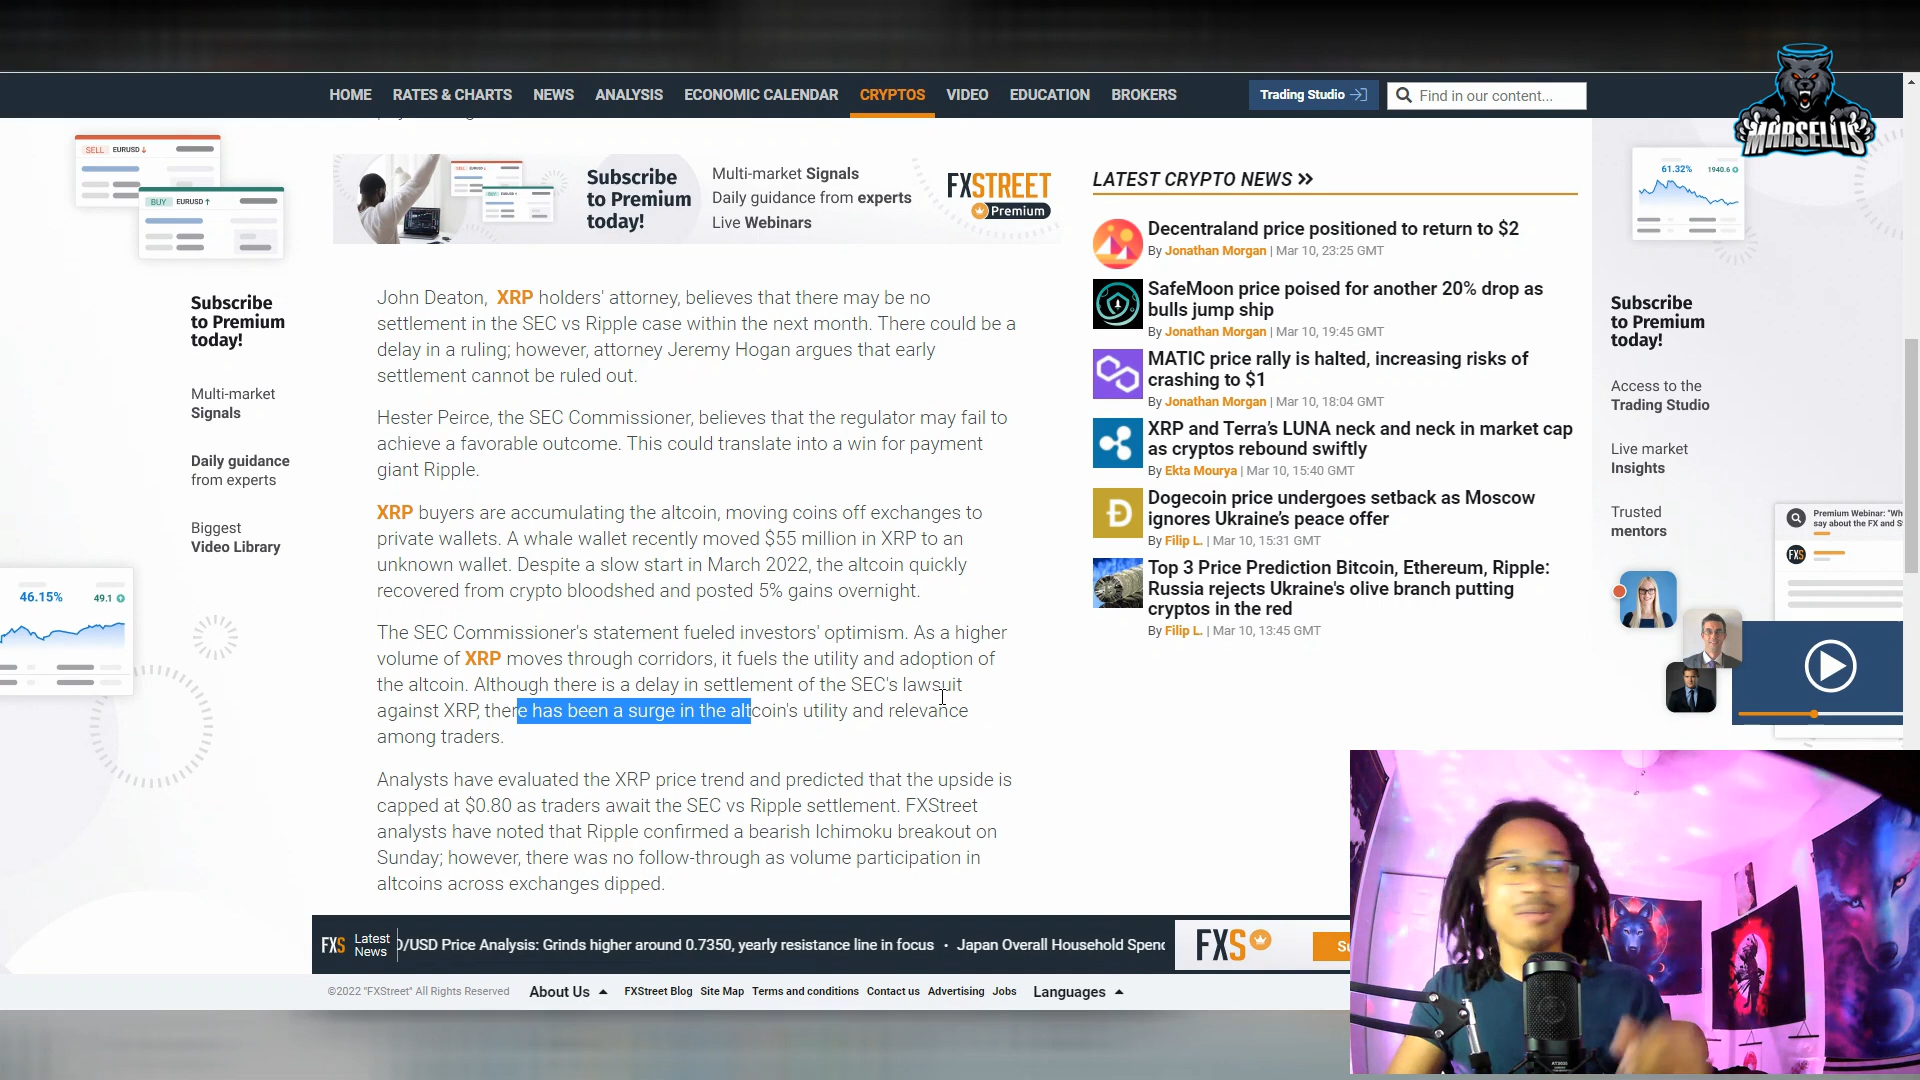 MARSELLIS
HOME RATES & CHARTS NEWS ANALYSIS ECONOMIC CALENDAR CRYPTOS VIDEO EDUCATION BROKERS
Trading Studio
Find in our content...
SELL EURUSD
BUY EURUSD
Subscribe
to Premium
today!
Multi-market
Signals
Daily guidance
from experts
Biggest
Video Library
46.15% 49.1
Subscribe
to Premium
today!
Multi-market Signals
Daily guidance from experts
Live Webinars
FXSTREET
Premium
John Deaton, XRP holders' attorney, believes that there may be no
settlement in the SEC vs Ripple case within the next month. There could be a
delay in a ruling; however, attorney Jeremy Hogan argues that early
settlement cannot be ruled out.
Hester Peirce, the SEC Commissioner, believes that the regulator may fail to
achieve a favorable outcome. This could translate into a win for payment
giant Ripple.
XRP buyers are accumulating the altcoin, moving coins off exchanges to
private wallets. A whale wallet recently moved $55 million in XRP to an
unknown wallet. Despite a slow start in March 2022, the altcoin quickly
recovered from crypto bloodshed and posted 5% gains overnight.
The SEC Commissioner's statement fueled investors' optimism. As a higher
volume of XRP moves through corridors, it fuels the utility and adoption of
the altcoin. Although there is a delay in settlement of the SEC's lawsuit
against XRP, there has been a surge in the altcoin's utility and relevance
among traders.
Analysts have evaluated the XRP price trend and predicted that the upside is
capped at $0.80 as traders await the SEC vs Ripple settlement. FXStreet
analysts have noted that Ripple confirmed a bearish Ichimoku breakout on
Sunday; however, there was no follow-through as volume participation in
altcoins across exchanges dipped.
LATEST CRYPTO NEWS
Decentraland price positioned to return to $2
By Jonathan Morgan | Mar 10, 23:25 GMT
SafeMoon price poised for another 20% drop as
bulls jump ship
By Jonathan Morgan | Mar 10, 19:45 GMT
MATIC price rally is halted, increasing risks of
crashing to $1
By Jonathan Morgan | Mar 10, 18:04 GMT
XRP and Terra's LUNA neck and neck in market cap
as cryptos rebound swiftly
By Ekta Mourya | Mar 10, 15:40 GMT
Dogecoin price undergoes setback as Moscow
ignores Ukraine's peace offer
By Filip L. | Mar 10, 15:31 GMT
Top 3 Price Prediction Bitcoin, Ethereum, Ripple:
Russia rejects Ukraine's olive branch putting
cryptos in the red
By Filip L. | Mar 10, 13:45 GMT
61.32% 1940.6
Subscribe
to Premium
today!
Access to the
Trading Studio
Live market
Insights
Trusted
mentors
Premium Webinar: "Wh
say about the FX and S
FXS
FXS Latest
News
D/USD Price Analysis: Grinds higher around 0.7350, yearly resistance line in focus • Japan Overall Household Spenc
FXS
Su
©2022 "FXStreet" All Rights Reserved About Us FXStreet Blog Site Map Terms and conditions Contact us Advertising Jobs Languages